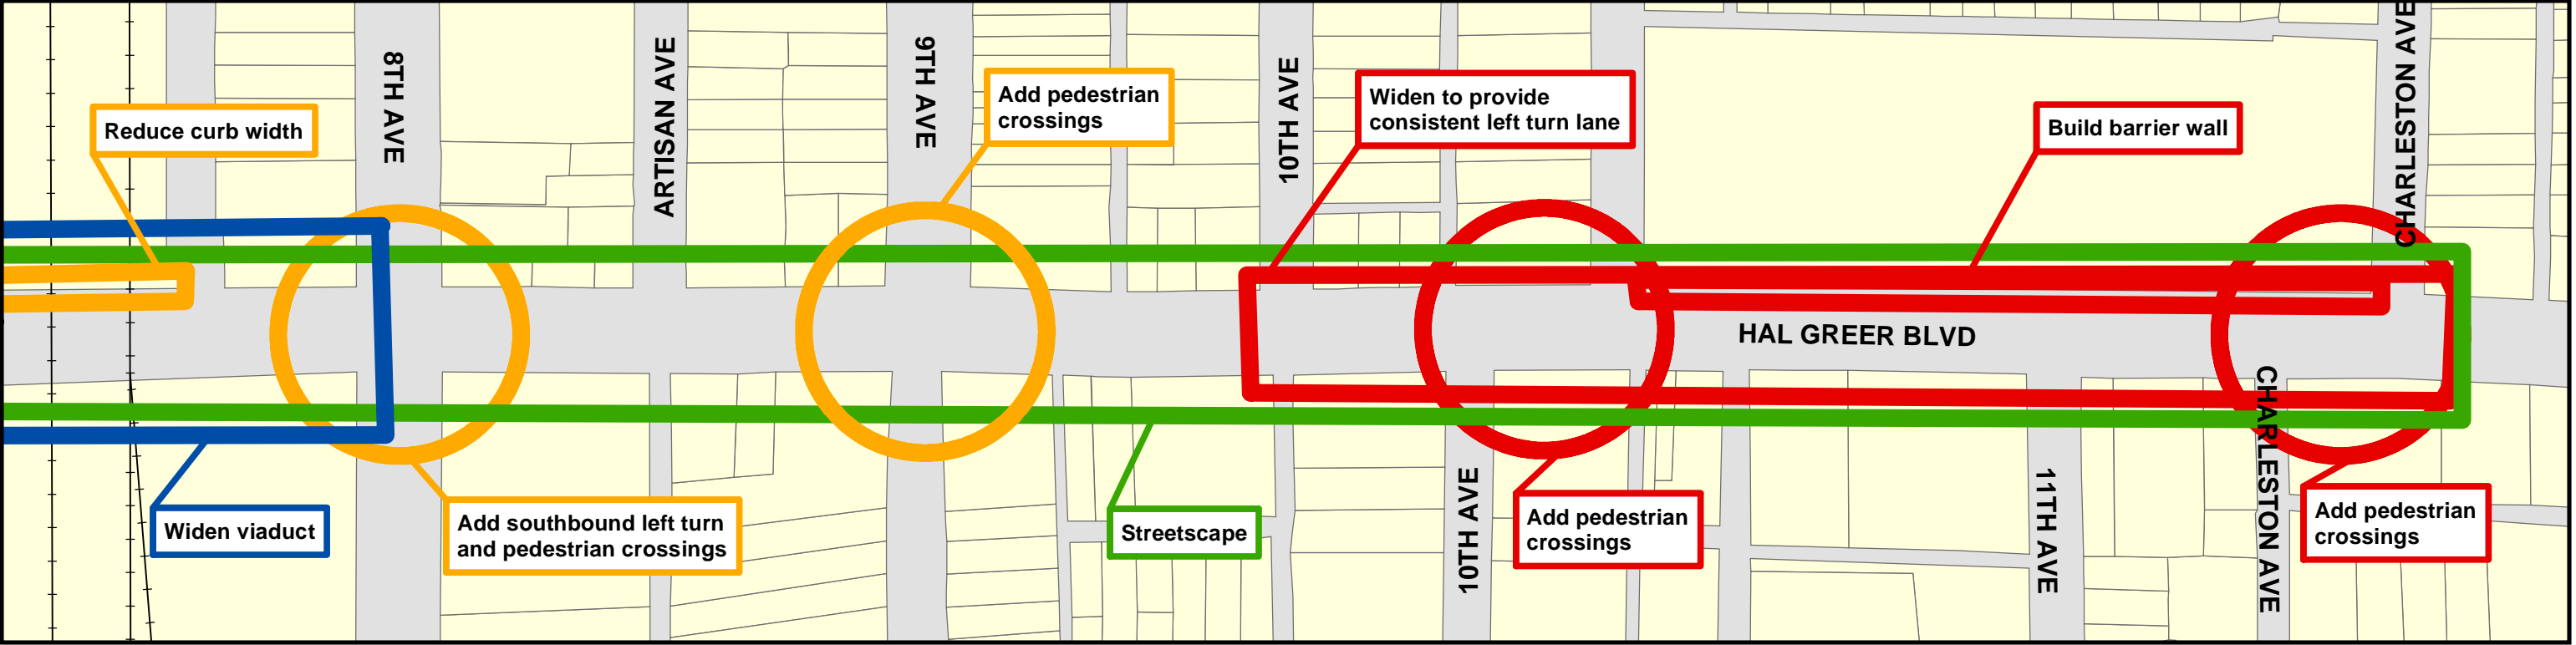 8TH AVE
ARTISAN AVE
9TH AVE
10TH AVE
CHARLESTON AVE
Reduce curb width
Add pedestrian
crossings
Widen to provide
consistent left turn lane
Build barrier wall
HAL GREER BLVD
Widen viaduct
Add southbound left turn
and pedestrian crossings
Streetscape
10TH AVE
Add pedestrian
crossings
11TH AVE
CHARLESTON AVE
Add pedestrian
crossings